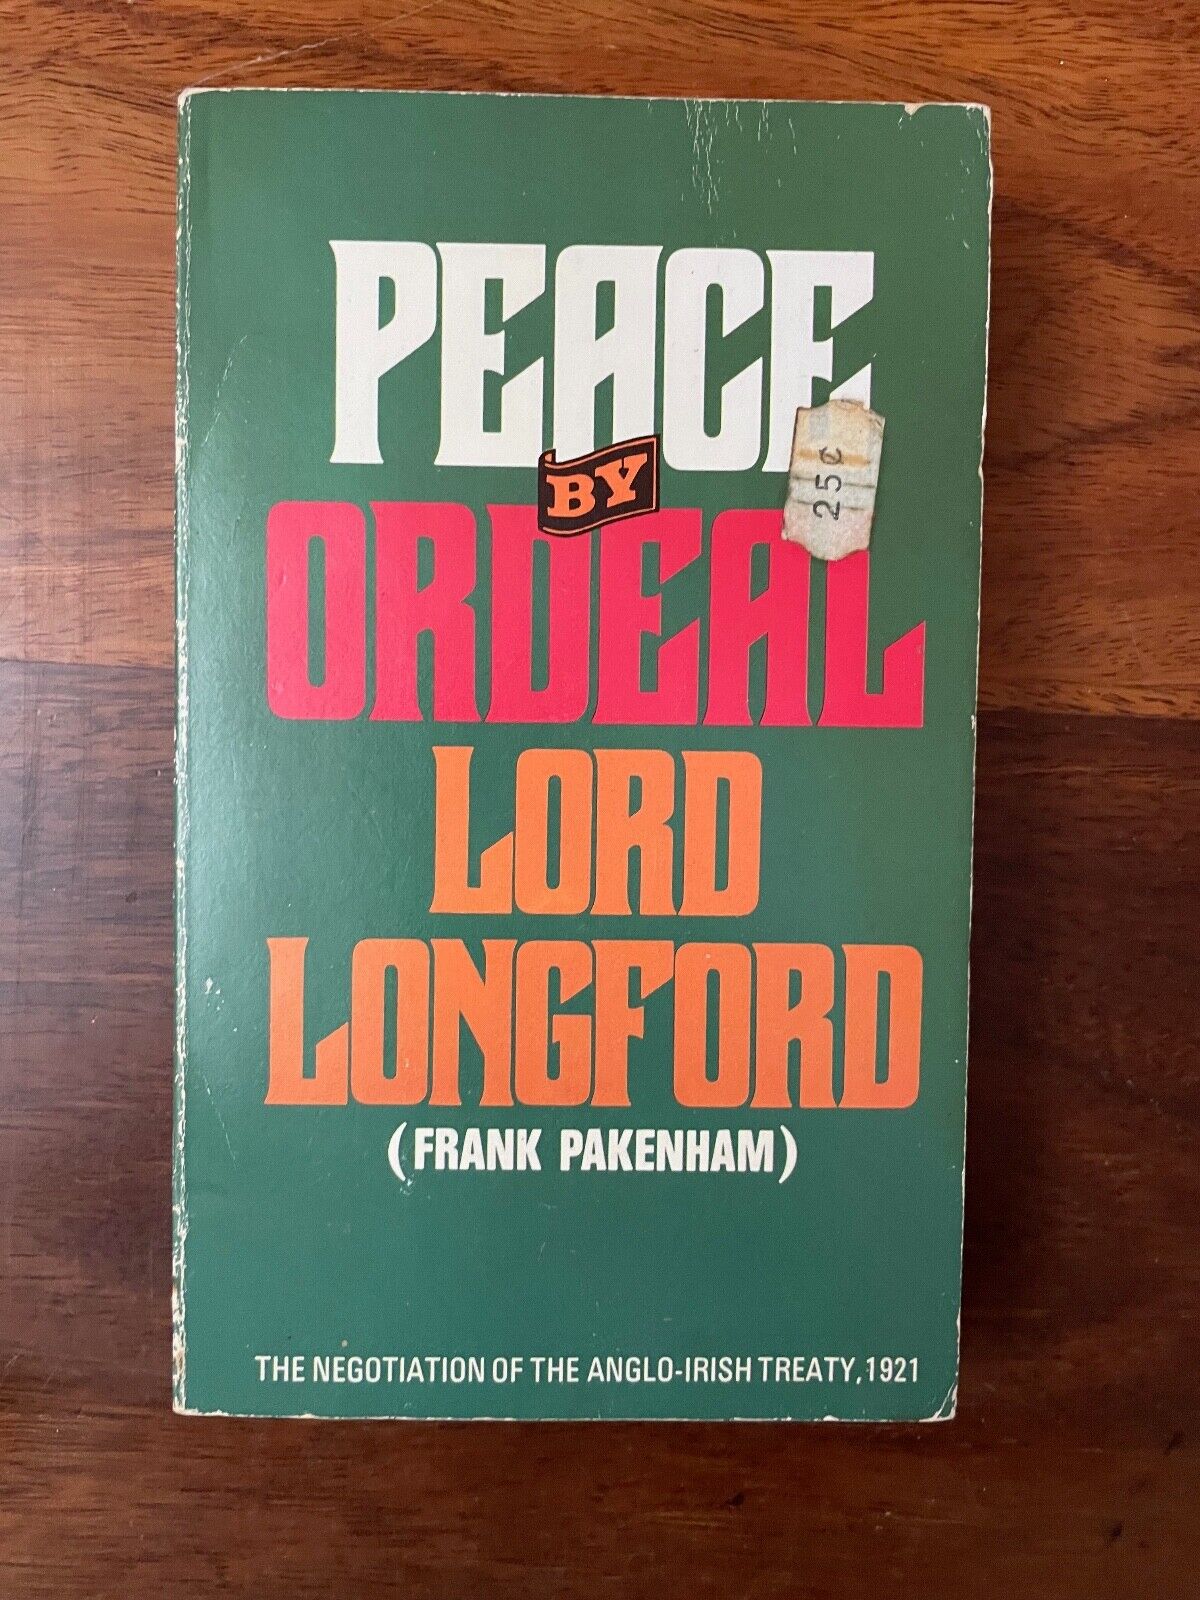 PEACE
BY
25¢
ORDEAL
LORD
LONGFORD
(FRANK PAKENHAM)
THE NEGOTIATION OF THE ANGLO-IRISH TREATY, 1921